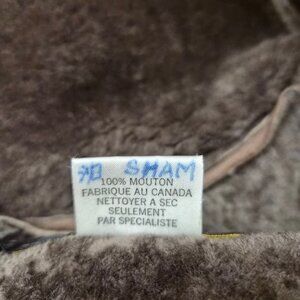 SHAM
100% MOUTON
FABRIQUE AU CANADA
NETTOYER A SEC
SEULEMENT
PAR SPECIALISTE